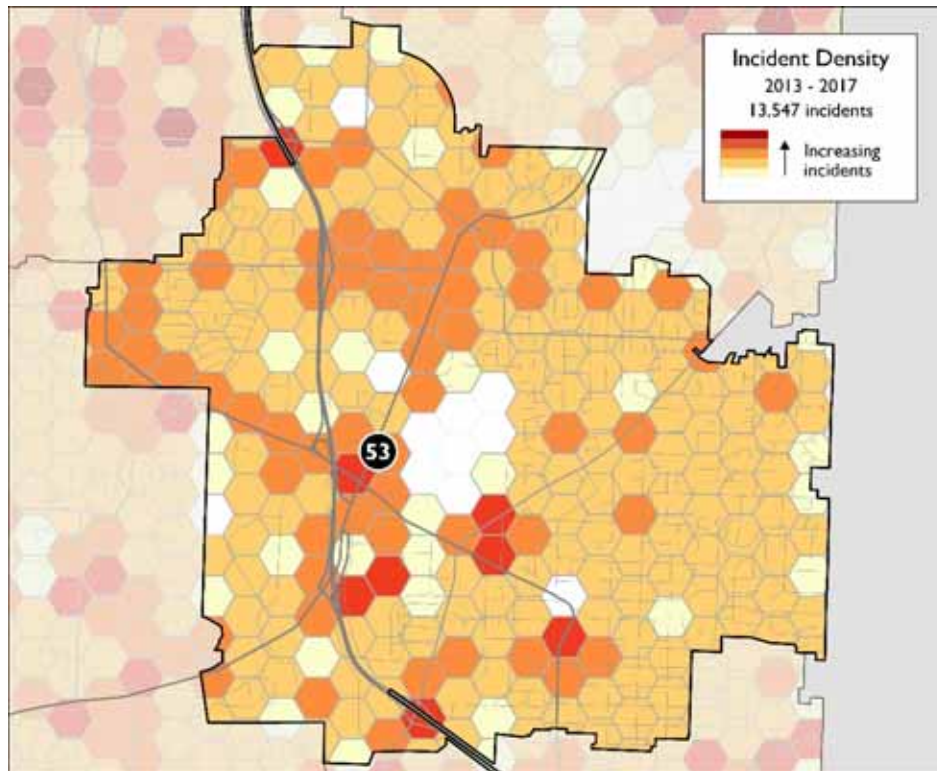 Incident Density
2013 - 2017
13,547 incidents
Increasing
incidents
53